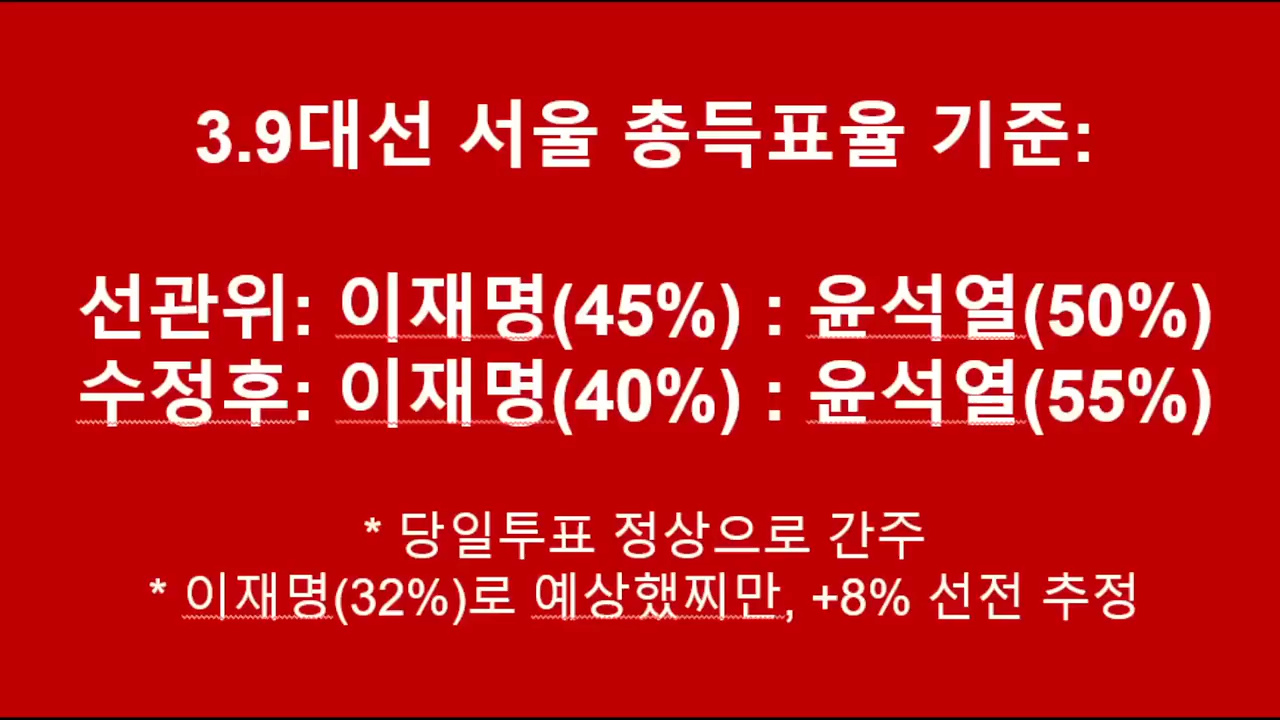 3.9대선 서울 총득표율 기준:
선관위: 이재명(45%) : 윤석열(50%)
수정후: 이재명(40%) : 윤석열(55%)
* 당일투표 정상으로 간주
* 이재명(32%)로 예상했찌만, +8% 선전 추정